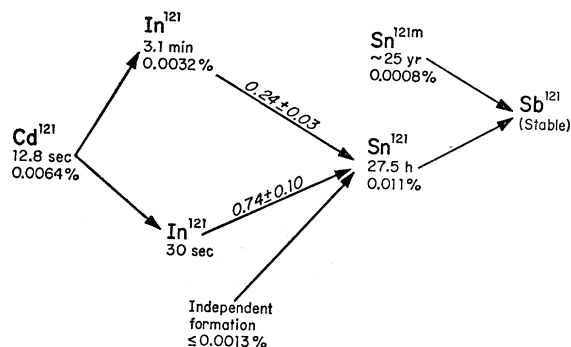 In¹²¹
3.1 min
0.0032%
Sn¹²¹ᵐ
~25 yr
0.0008%
0.24±0.03
Sb¹²¹
(Stable)
Cd¹²¹
12.8 sec
0.0064%
Sn¹²¹
27.5 h
0.011%
0.74±0.10
In¹²¹
30 sec
Independent
formation
≤0.0013%